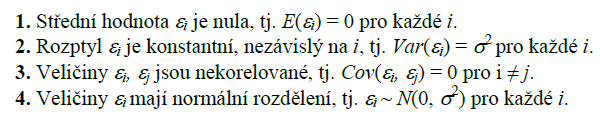 1. Střední hodnota εi je nula, tj. E(εi) = 0 pro každé i.
2. Rozptyl εi je konstantní, nezávislý na i, tj. Var(εi) = σ² pro každé i.
3. Veličiny εi, εj jsou nekorelované, tj. Cov(εi, εj) = 0 pro i ≠ j.
4. Veličiny εi mají normální rozdělení, tj. εi ~ N(0, σ²) pro každé i.